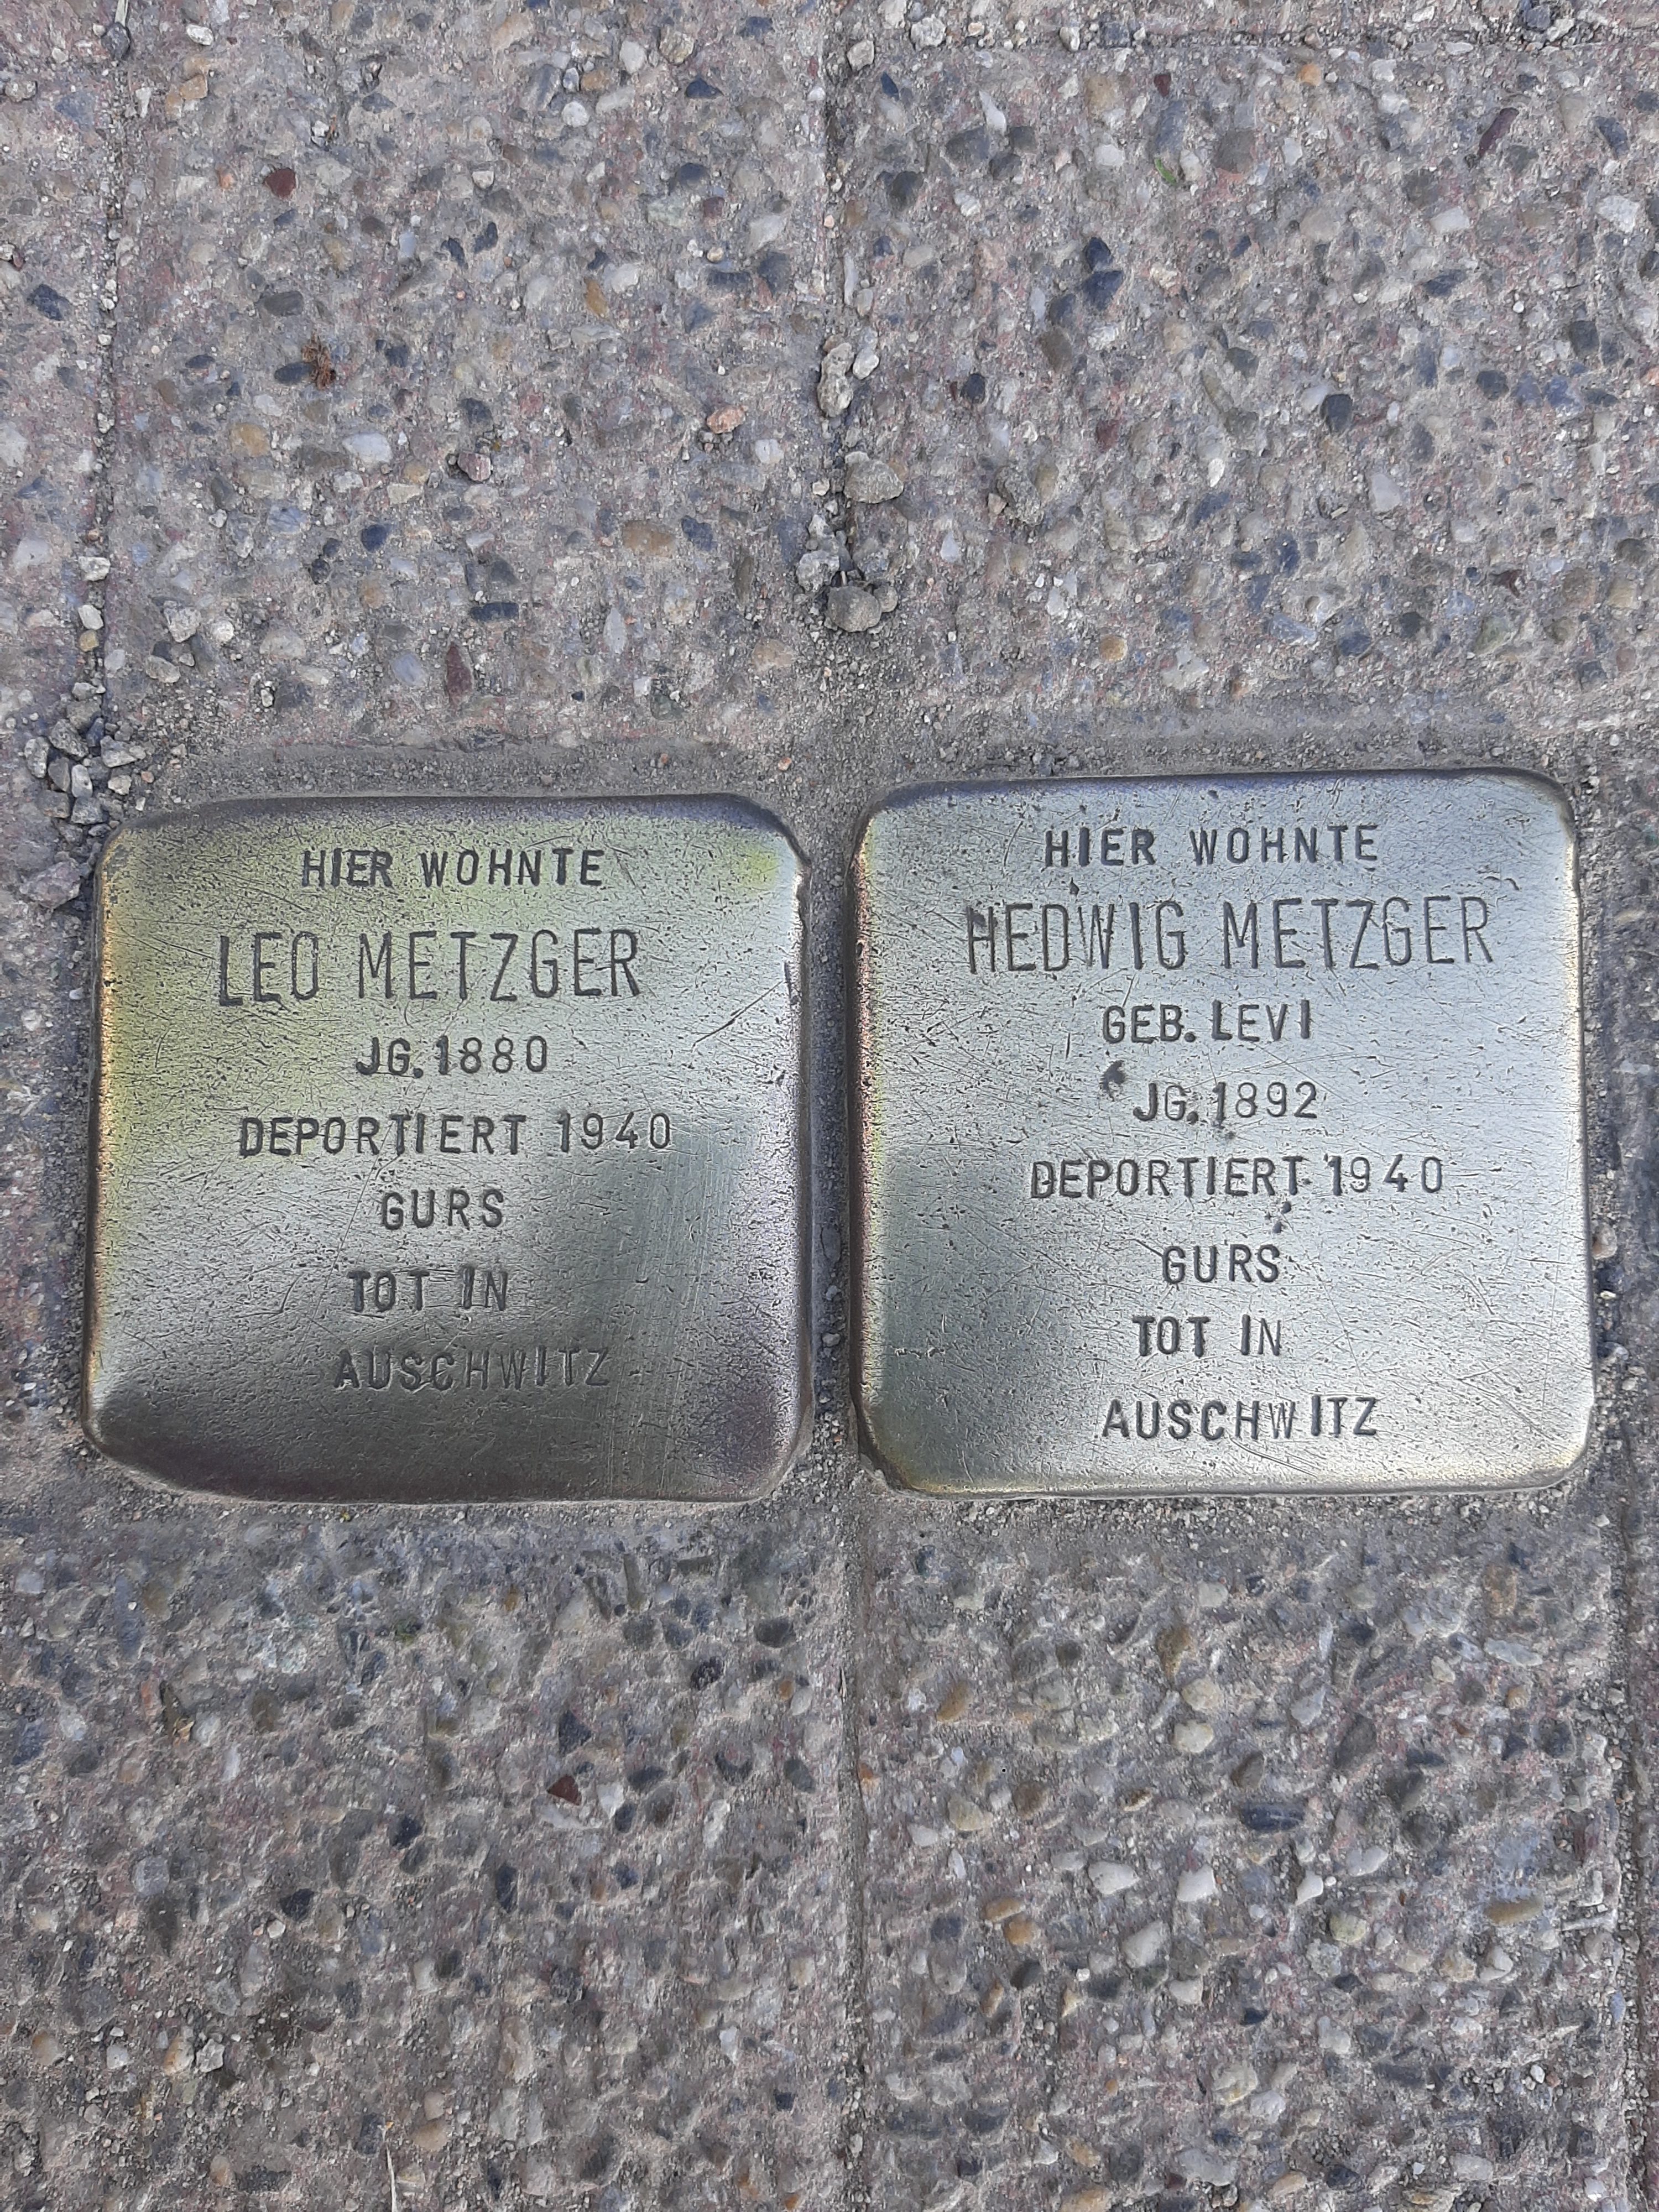 HIER WOHNTE
LEO METZGER
JG. 1880
DEPORTIERT 1940
GURS
TOT IN
AUSCHWITZ
HIER WOHNTE
HEDWIG METZGER
GEB. LEVI
JG. 1892
DEPORTIERT 1940
GURS
TOT IN
AUSCHWITZ